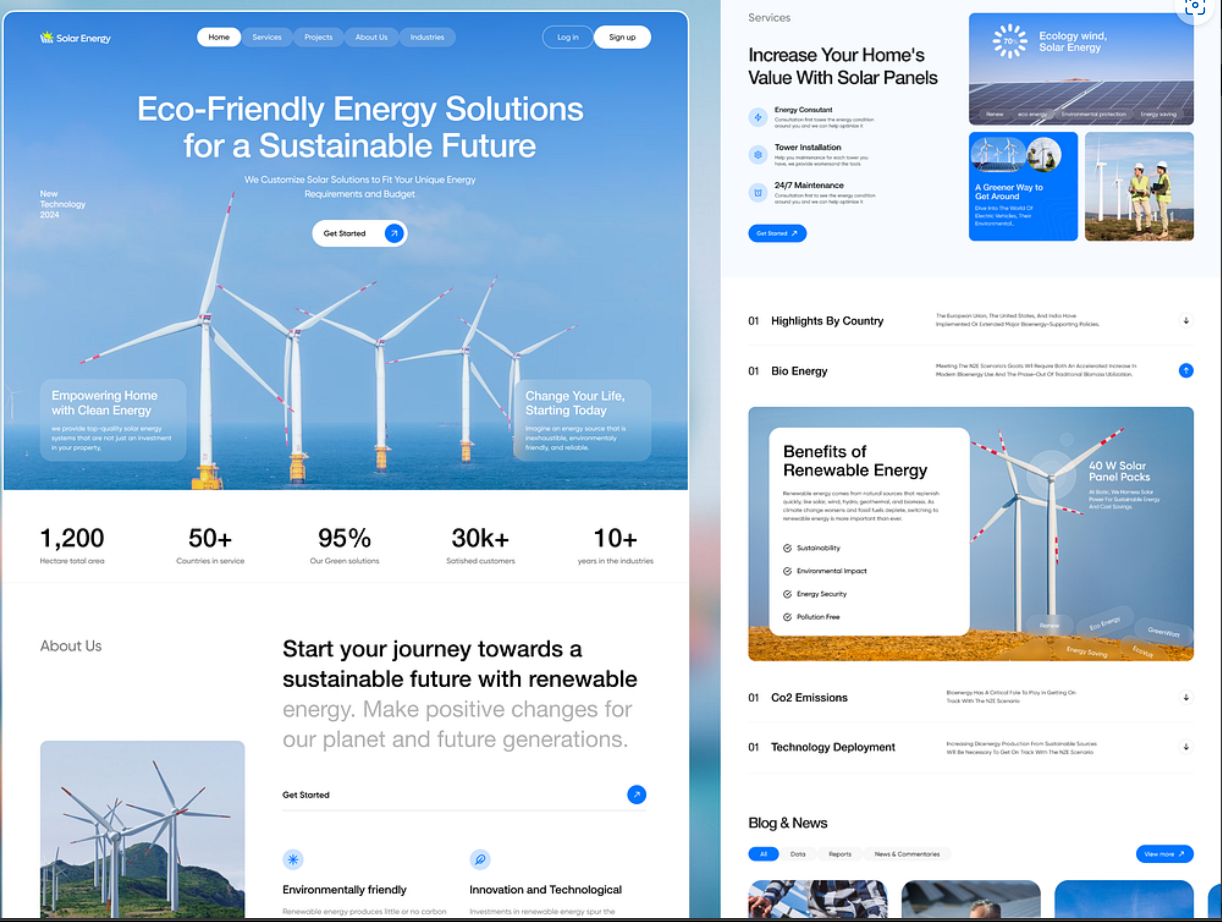 Solar Energy
Home
Services
Projects
About Us
Industries
Log in
Sign up
Eco-Friendly Energy Solutions
for a Sustainable Future
We Customize Solar Solutions to Fit Your Unique Energy
Requirements and Budget
New
Technology
2024
Get Started
Empowering Home
with Clean Energy
we provide top-quality solar energy
systems that are not just an investment
in your property,
Change Your Life,
Starting Today
Imagine an energy source that is
inexhaustible, environmentaly
friendly, and reliable.
1,200
Hectare total area
50+
Countries in service
95%
Our Green solutions
30k+
Satished customers
10+
years in the industries
About Us
Start your journey towards a
sustainable future with renewable
energy. Make positive changes for
our planet and future generations.
Get Started
Environmentally friendly
Renewable energy produces little or no carbon
Innovation and Technological
Investments in renewable energy spur the
Services
Increase Your Home's
Value With Solar Panels
Energy Consutant
Consultation first tosee the energy condition
around you and we can help optimize it
Tower Installation
Help you maintenance for each tower you
have, we provide workersand the tools.
24/7 Maintenance
Consultation first to see the energy condition
around you and we can help optimize it
Get Started
70%
Ecology wind,
Solar Energy
Renew
eco energy
Environmental protection
Energy saving
A Greener Way to
Get Around
Dive Into The World Of
Electric Vehicles, Their
Environmental...
01 Highlights By Country
The European Union, The United States, And India Have
Implemented Or Extended Major Bioenergy-Supporting Policies.
01 Bio Energy
Meeting The NZE Scenario's Goats Will Require Both An Accelerated Increase In
Modern Bioenergy Use And The Phase-Out Of Traditional Biomass Utilization.
Benefits of
Renewable Energy
Renewable energy comes from natural sources that replenish
quickly, like solar, wind, hydro, geothermal, and biomass. As
climate change worsens and fossil fuels deplete, switching to
renewable energy is more important than ever.
Sustainability
Environmental Impact
Energy Security
Pollution Free
40 W Solar
Panel Packs
At Biotic, We Harness Solar
Power For Sustainable Energy
And Cost Savings.
Renew
Eco Energy
GreenWatt
Energy Saving
EcoVolt
01 Co2 Emissions
Bioenergy Has A Critical Fole To Play In Getting On
Track With The NZE Scenario
01 Technology Deployment
Increasing Bioenergy Production From Sustainable Sources
Will Be Necessary To Get On Track With The NZE Scenario
Blog & News
All
Data
Reports
News & Commentaries
View more